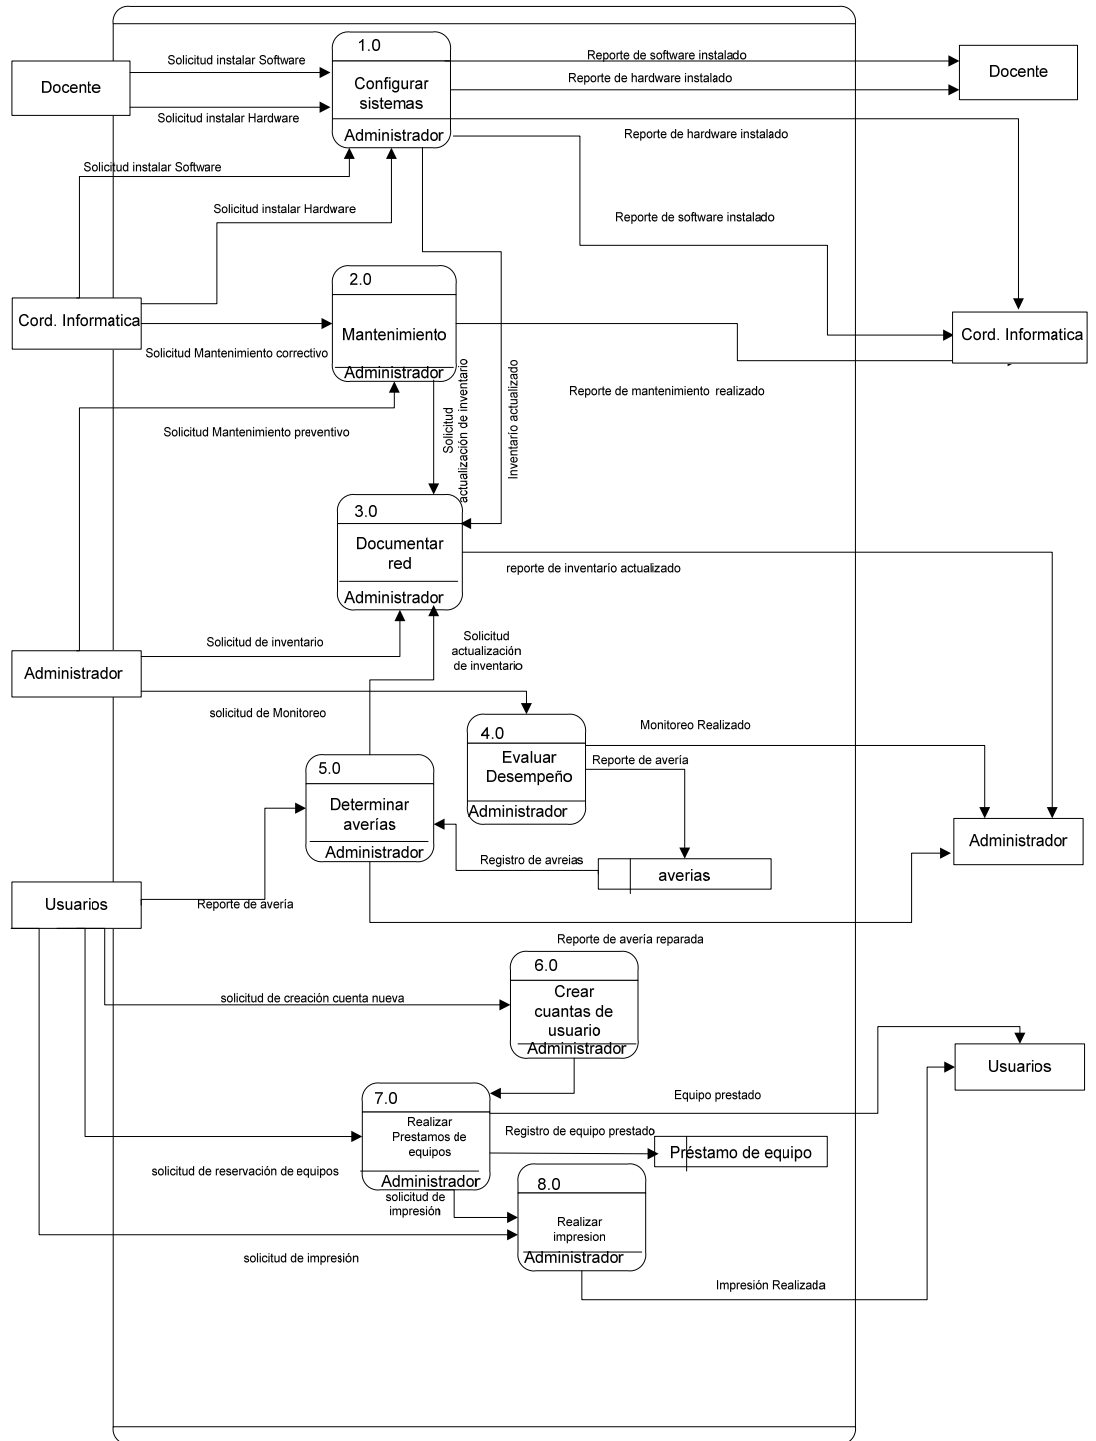 1.0
Configurar
sistemas
Administrador
Docente
Solicitud instalar Software
Solicitud instalar Hardware
Reporte de software instalado
Reporte de hardware instalado
Docente
Reporte de hardware instalado
Solicitud instalar Software
Solicitud instalar Hardware
Reporte de software instalado
2.0
Mantenimiento
Administrador
Cord. Informatica
Solicitud Mantenimiento correctivo
Cord. Informatica
Reporte de mantenimiento realizado
Solicitud Mantenimiento preventivo
Solicitud
actualización de inventario
Inventario actualizado
3.0
Documentar
red
Administrador
reporte de inventario actualizado
Solicitud de inventario
Solicitud
actualización
de inventario
Administrador
solicitud de Monitoreo
4.0
Evaluar
Desempeño
Administrador
Monitoreo Realizado
Reporte de avería
5.0
Determinar
averías
Administrador
Administrador
Registro de avreias
averias
Usuarios
Reporte de avería
Reporte de avería reparada
6.0
Crear
cuantas de
usuario
Administrador
solicitud de creación cuenta nueva
Usuarios
7.0
Realizar
Prestamos de
equipos
Administrador
Equipo prestado
Registro de equipo prestado
Préstamo de equipo
solicitud de reservación de equipos
solicitud de
impresión
8.0
Realizar
impresion
Administrador
solicitud de impresión
Impresión Realizada